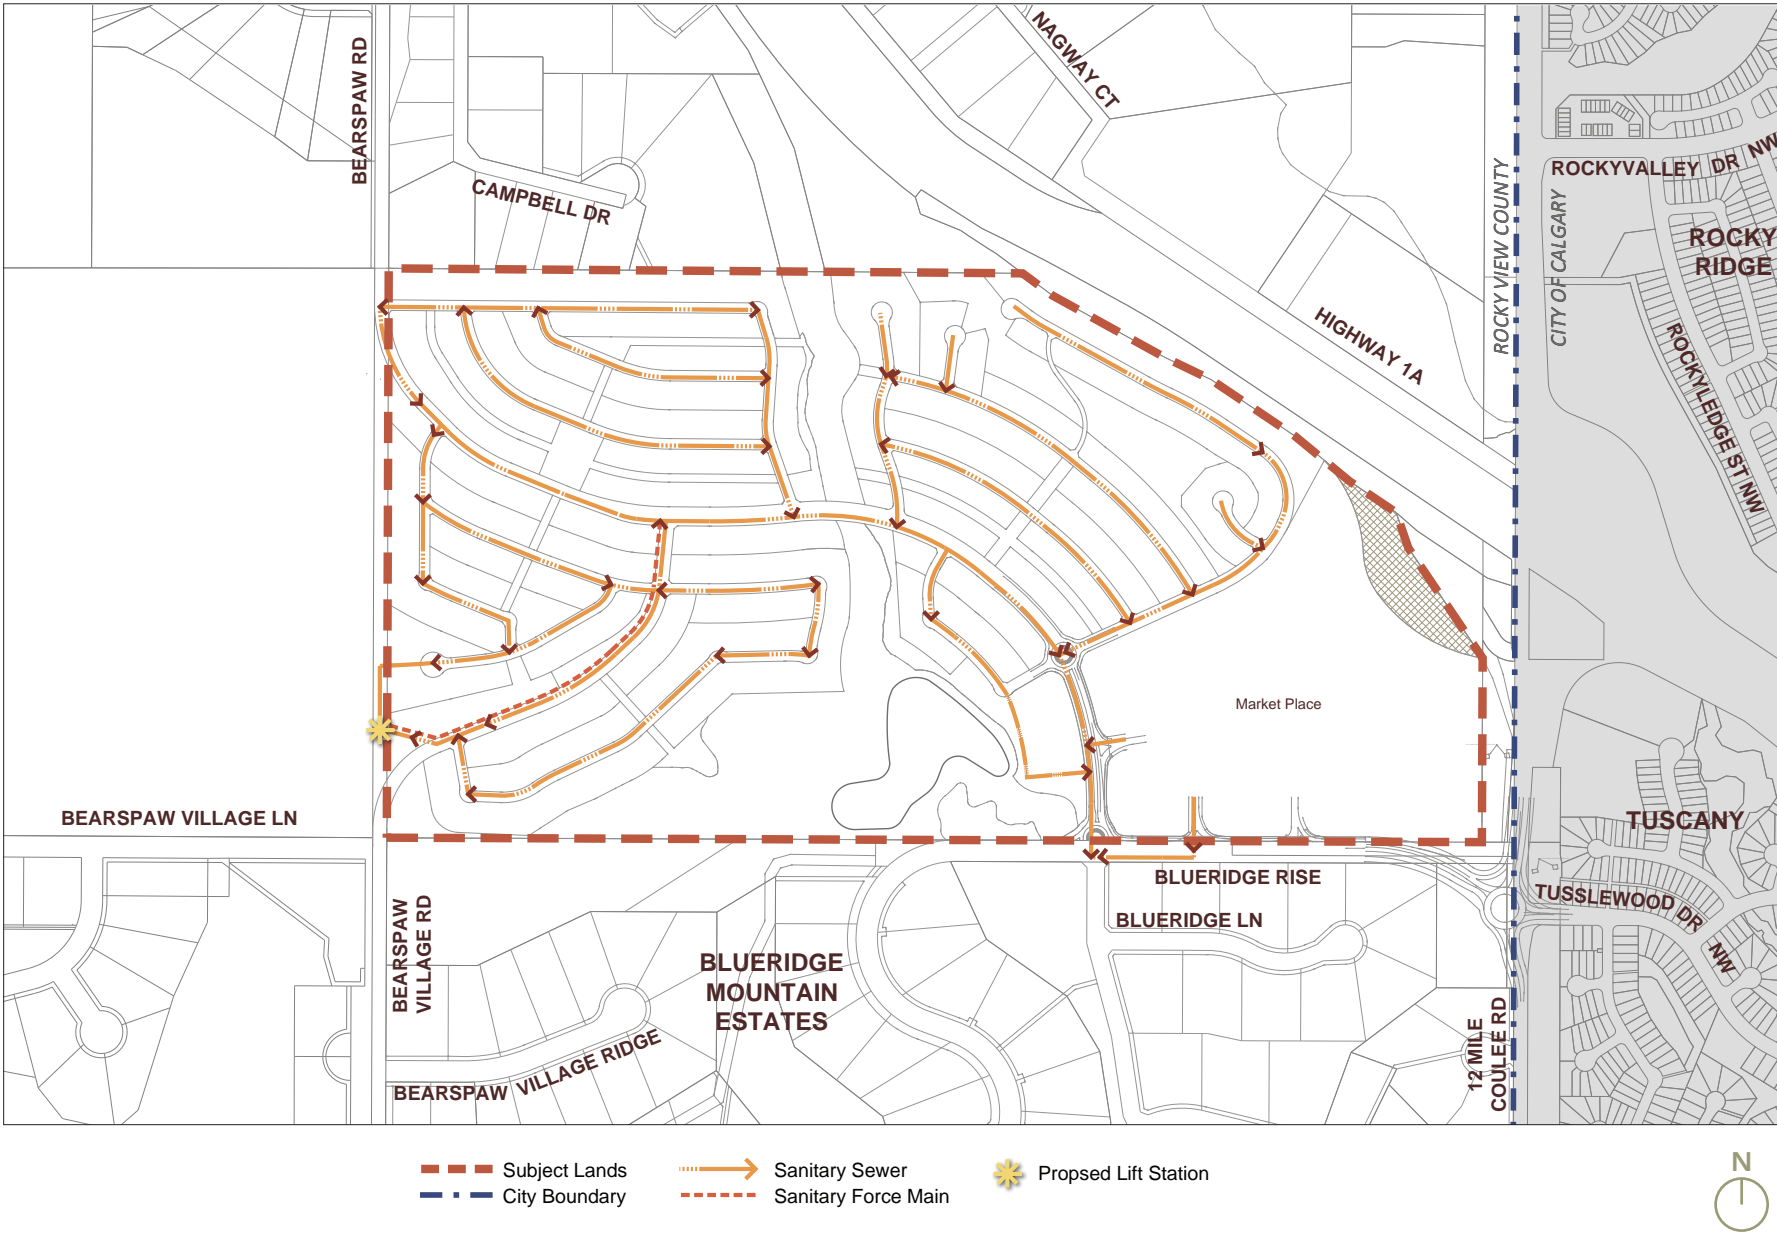 BEARSPAW RD
NAGWAY CT
CAMPBELL DR
ROCKYVALLEY DR NW
ROCKY VIEW COUNTY
CITY OF CALGARY
ROCKY
RIDGE
HIGHWAY 1A
ROCKYLEDGE ST NW
Market Place
BEARSPAW VILLAGE LN
TUSCANY
BLUERIDGE RISE
TUSSLEWOOD DR NW
BLUERIDGE LN
BEARSPAW
VILLAGE RD
BLUERIDGE
MOUNTAIN
ESTATES
12 MILE
COULEE RD
BEARSPAW VILLAGE RIDGE
Subject Lands
City Boundary
Sanitary Sewer
Sanitary Force Main
Propsed Lift Station
N